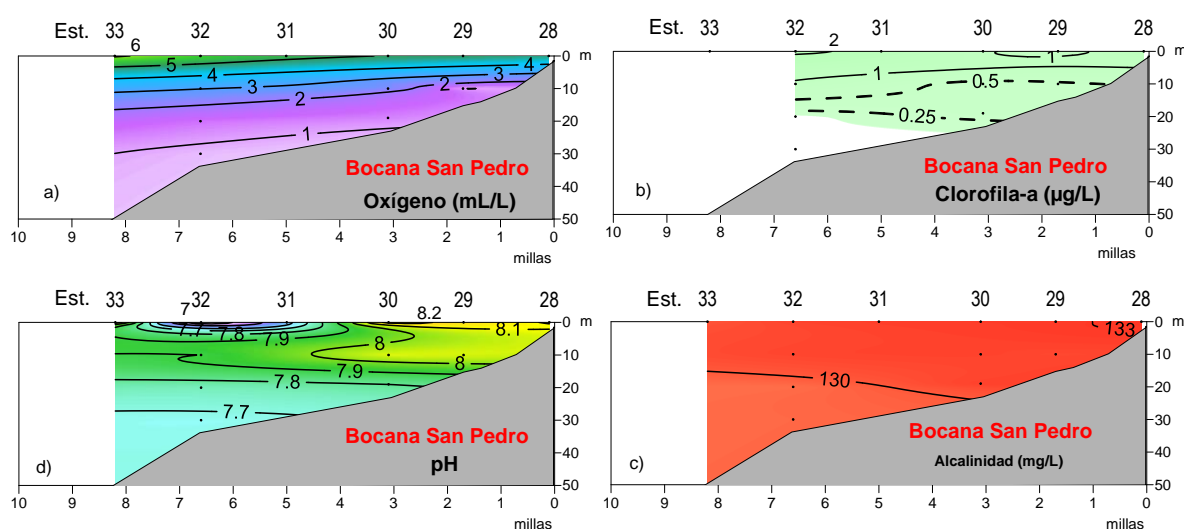 Est. 33 32 31 30 29 28
6
5
4
4
3
3
2
2
1
0 m
10
20
30
40
50
Bocana San Pedro
a)
Oxígeno (mL/L)
10 9 8 7 6 5 4 3 2 1 0
millas
Est. 33 32 31 30 29 28
2
1
1
0.5
0.25
0 m
10
20
30
40
50
Bocana San Pedro
b)
Clorofila-a (µg/L)
10 9 8 7 6 5 4 3 2 1 0
millas
Est. 33 32 31 30 29 28
7
8.2
7.7
7.8
7.9
8.1
8
8
7.9
7.8
7.7
0 m
10
20
30
40
50
Bocana San Pedro
d)
pH
10 9 8 7 6 5 4 3 2 1 0
millas
Est. 33 32 31 30 29 28
133
130
0 m
10
20
30
40
50
Bocana San Pedro
c)
Alcalinidad (mg/L)
10 9 8 7 6 5 4 3 2 1 0
millas